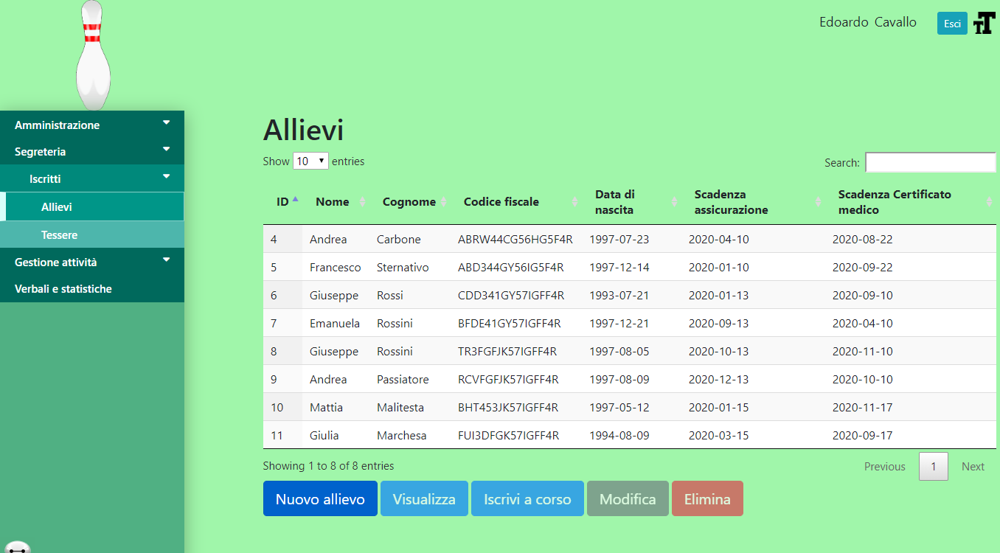 Edoardo Cavallo Esci
Amministrazione
Segreteria
Iscritti
Allievi
Tessere
Gestione attività
Verbali e statistiche
Allievi
Show 10 entries
Search:
ID Nome Cognome Codice fiscale Data di nascita Scadenza assicurazione Scadenza Certificato medico
4 Andrea Carbone ABRW44CG56HG5F4R 1997-07-23 2020-04-10 2020-08-22
5 Francesco Sternativo ABD344GY56IG5F4R 1997-12-14 2020-01-10 2020-09-22
6 Giuseppe Rossi CDD341GY57IGFF4R 1993-07-21 2020-01-13 2020-09-10
7 Emanuela Rossini BFDE41GY57IGFF4R 1997-12-21 2020-09-13 2020-04-10
8 Giuseppe Rossini TR3FGFJK57IGFF4R 1997-08-05 2020-10-13 2020-11-10
9 Andrea Passiatore RCVFGFJK57IGFF4R 1997-08-09 2020-12-13 2020-10-10
10 Mattia Malitesta BHT453JK57IGFF4R 1997-05-12 2020-01-15 2020-11-17
11 Giulia Marchesa FUI3DFGK57IGFF4R 1994-08-09 2020-03-15 2020-09-17
Showing 1 to 8 of 8 entries
Previous 1 Next
Nuovo allievo Visualizza Iscrivi a corso Modifica Elimina